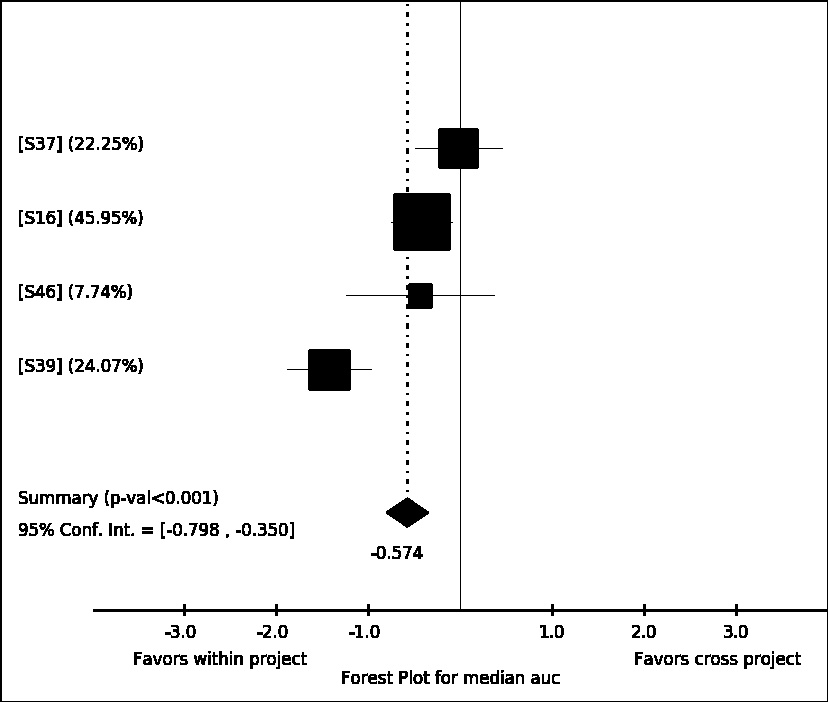 [S37] (22.25%)
[S16] (45.95%)
[S46] (7.74%)
[S39] (24.07%)
Summary (p-val<0.001)
95% Conf. Int. = [-0.798 , -0.350]
-0.574
-3.0 -2.0 -1.0 1.0 2.0 3.0
Favors within project Favors cross project
Forest Plot for median auc